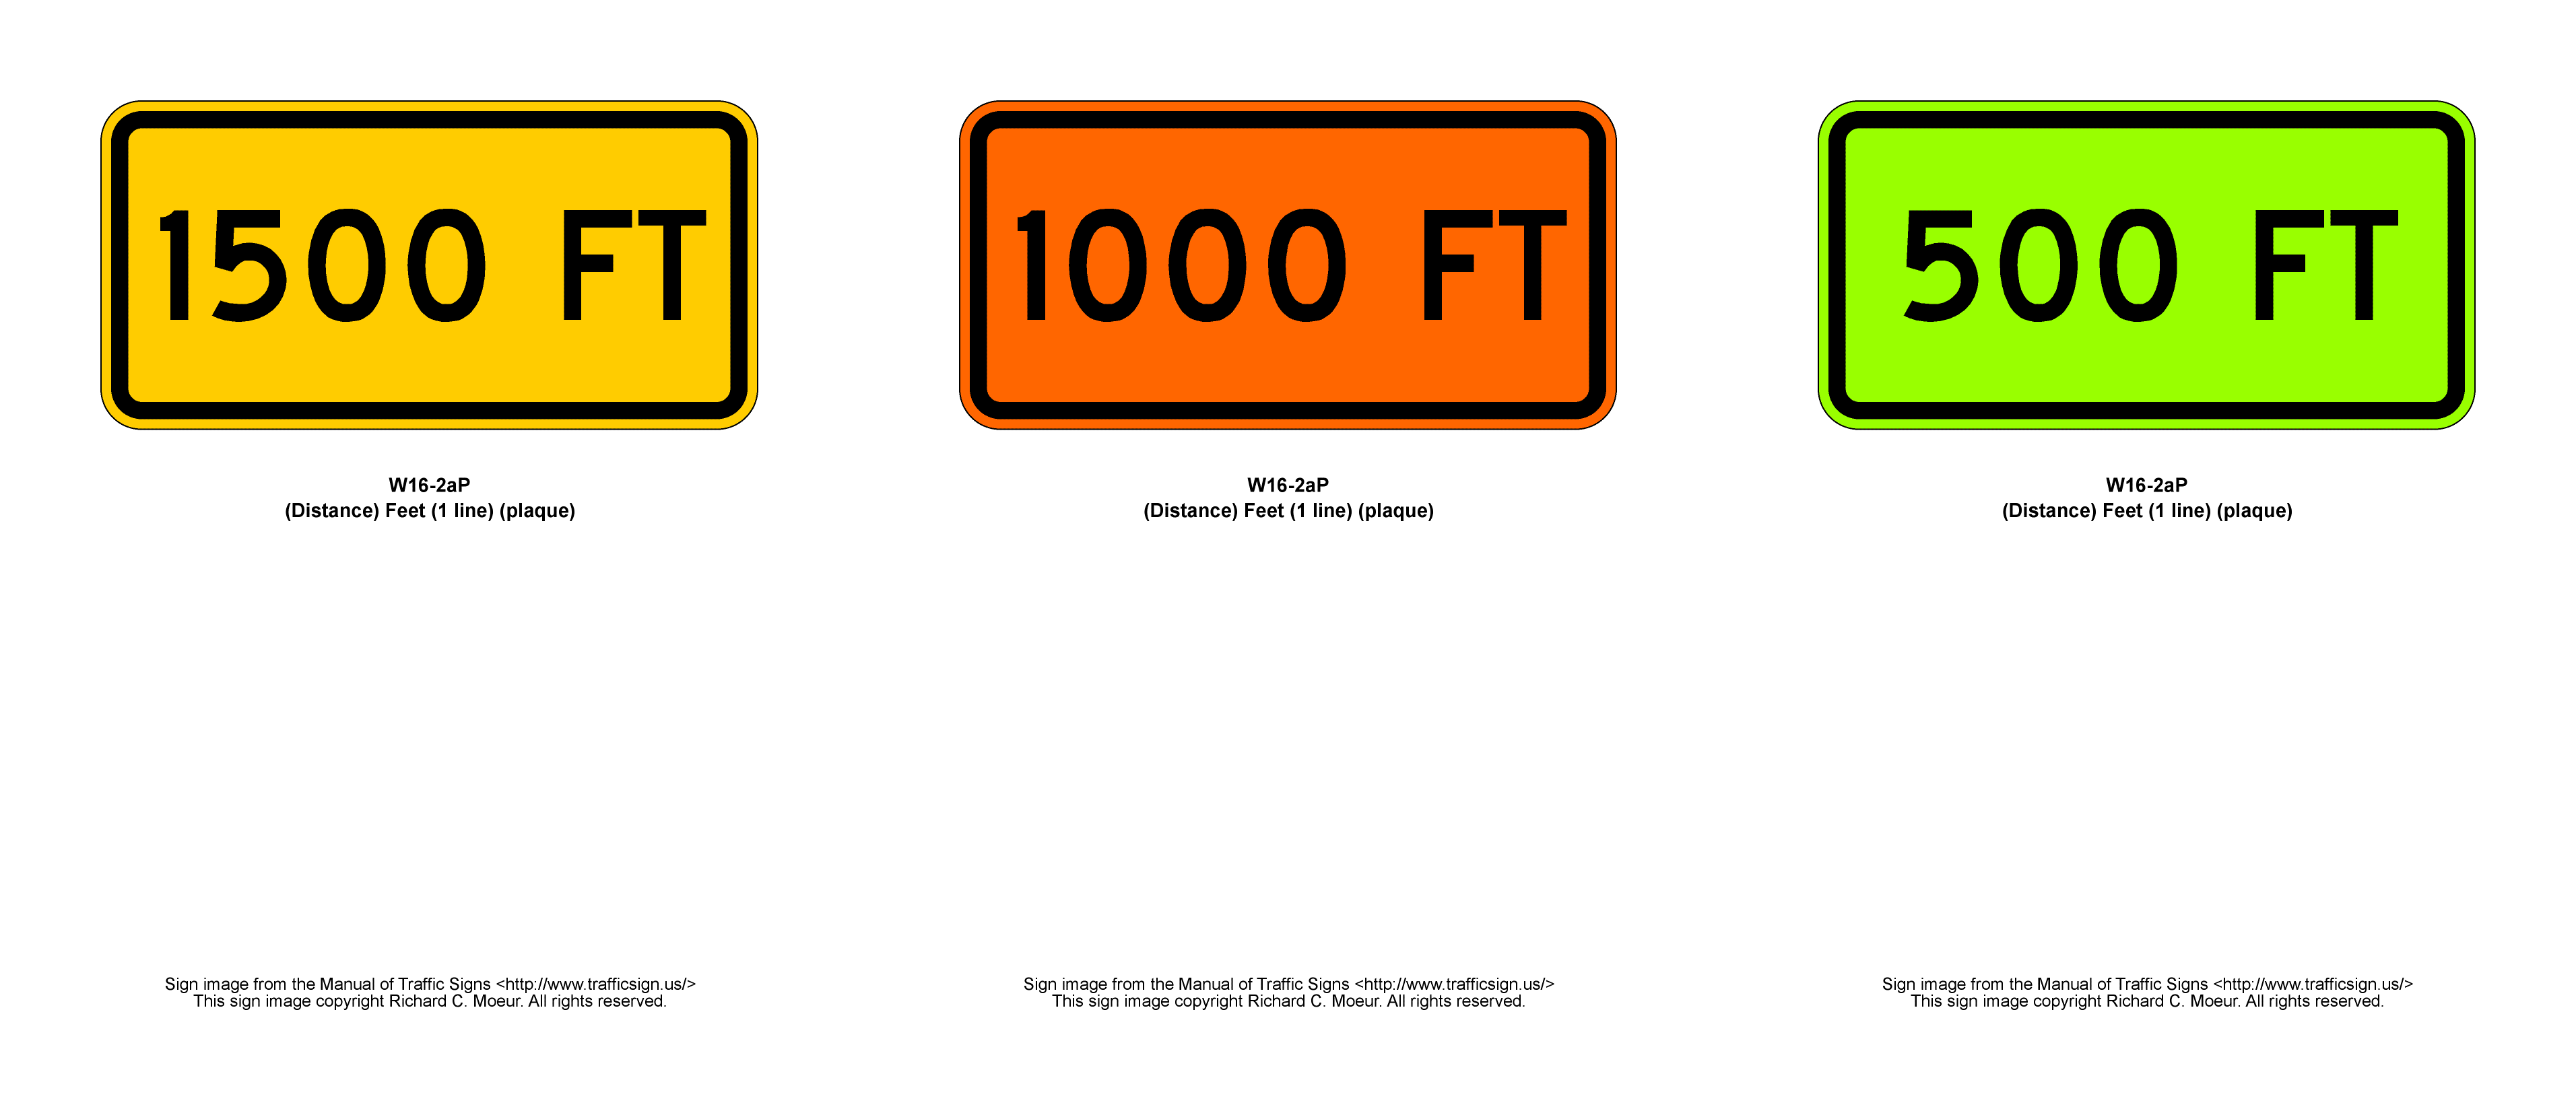 1500 FT
W16-2aP
(Distance) Feet (1 line) (plaque)
Sign image from the Manual of Traffic Signs <http://www.trafficsign.us/>
This sign image copyright Richard C. Moeur. All rights reserved.
1000 FT
W16-2aP
(Distance) Feet (1 line) (plaque)
Sign image from the Manual of Traffic Signs <http://www.trafficsign.us/>
This sign image copyright Richard C. Moeur. All rights reserved.
500 FT
W16-2aP
(Distance) Feet (1 line) (plaque)
Sign image from the Manual of Traffic Signs <http://www.trafficsign.us/>
This sign image copyright Richard C. Moeur. All rights reserved.